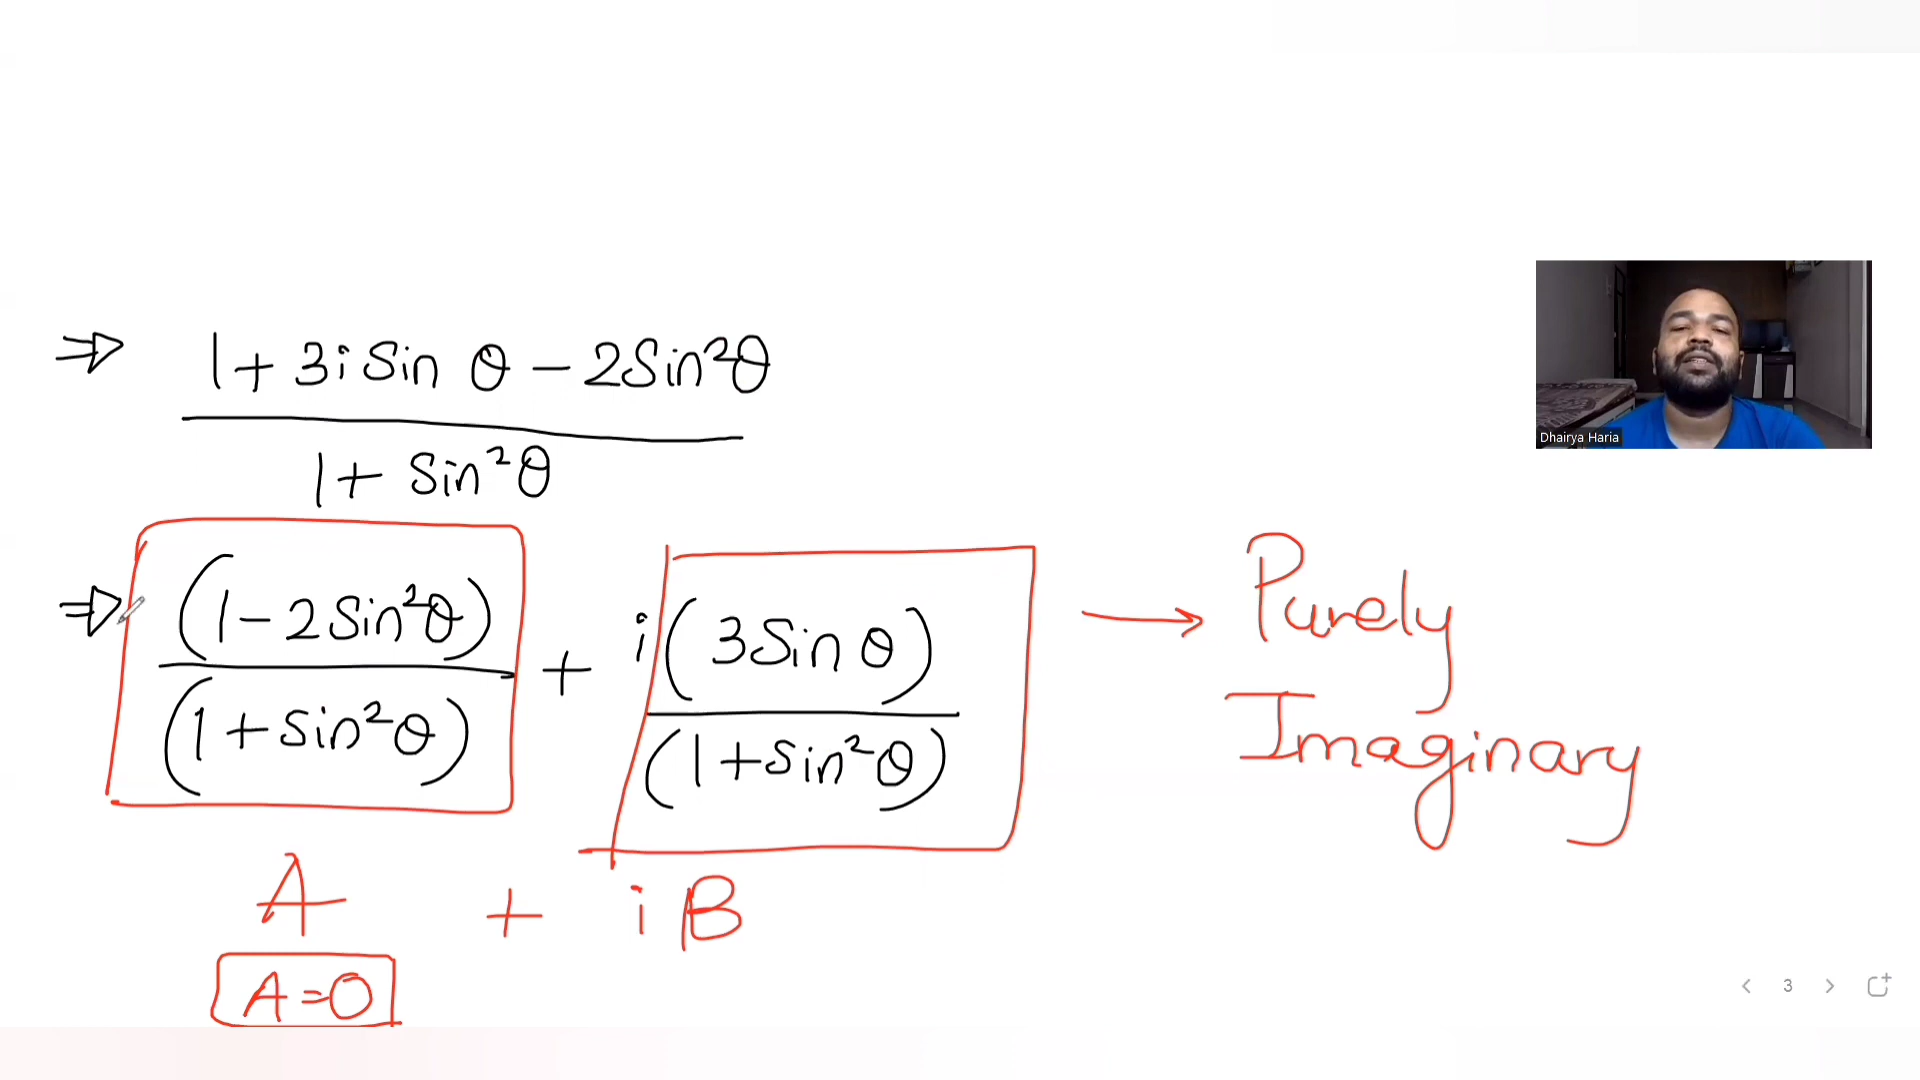 ⇒ 1 + 3i Sin θ - 2Sin²θ
1 + Sin²θ
⇒ (1 - 2Sin²θ) + i (3Sin θ)
(1 + Sin²θ) (1 + Sin²θ)
→ Purely
Imaginary
A + i B
A = 0
Dhairya Haria
< 3 >